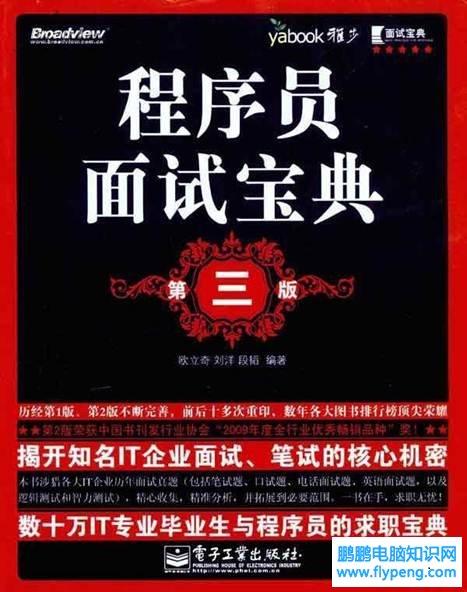 Broadview®
www.broadview.com.cn
yabook 雅步
面试宝典
★★★★★
程序员
面试宝典
第三版
欧立奇 刘洋 段韬 编著
历经第1版、第2版不断完善，前后十多次重印，数年各大图书排行榜顶尖荣耀
★★第2版荣获中国书刊发行业协会“2009年度全行业优秀畅销品种”奖！★★
揭开知名IT企业面试、笔试的核心机密
本书涉猎各大IT企业历年面试真题（包括笔试题、口试题、电话面试题，英语面试题，以及
逻辑测试和智力测试），精心收集，精准分析，并拓展到必要范围，一书在手，求职无忧！
数十万IT专业毕业生与程序员的求职宝典
电子工业出版社
PUBLISHING HOUSE OF ELECTRONICS INDUSTRY
http://www.phei.com.cn
鹏鹏电脑知识网
www.flypeng.com